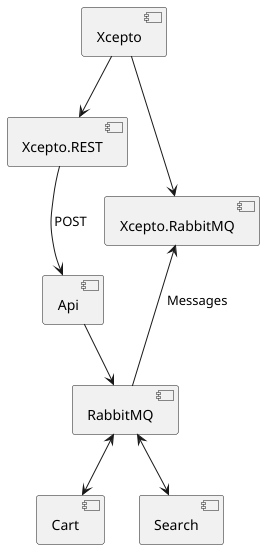 Xcepto
Xcepto.REST
Xcepto.RabbitMQ
POST
Api
Messages
RabbitMQ
Cart
Search